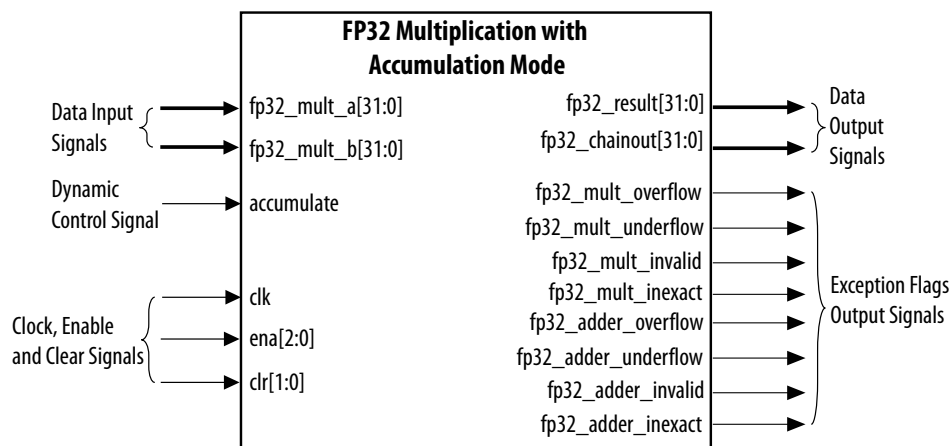 FP32 Multiplication with
Accumulation Mode
Data Input
Signals
fp32_mult_a[31:0]
fp32_mult_b[31:0]
Dynamic
Control Signal
accumulate
Clock, Enable
and Clear Signals
clk
ena[2:0]
clr[1:0]
fp32_result[31:0]
fp32_chainout[31:0]
Data
Output
Signals
fp32_mult_overflow
fp32_mult_underflow
fp32_mult_invalid
fp32_mult_inexact
fp32_adder_overflow
fp32_adder_underflow
fp32_adder_invalid
fp32_adder_inexact
Exception Flags
Output Signals